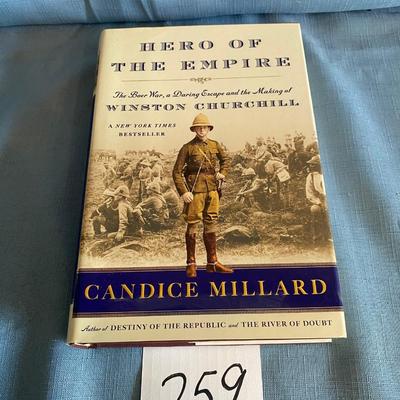 HERO OF
THE EMPIRE
The Boer War, a Daring Escape and the Making of
WINSTON CHURCHILL
A NEW YORK TIMES
BESTSELLER
CANDICE MILLARD
Author of DESTINY OF THE REPUBLIC and THE RIVER OF DOUBT
259